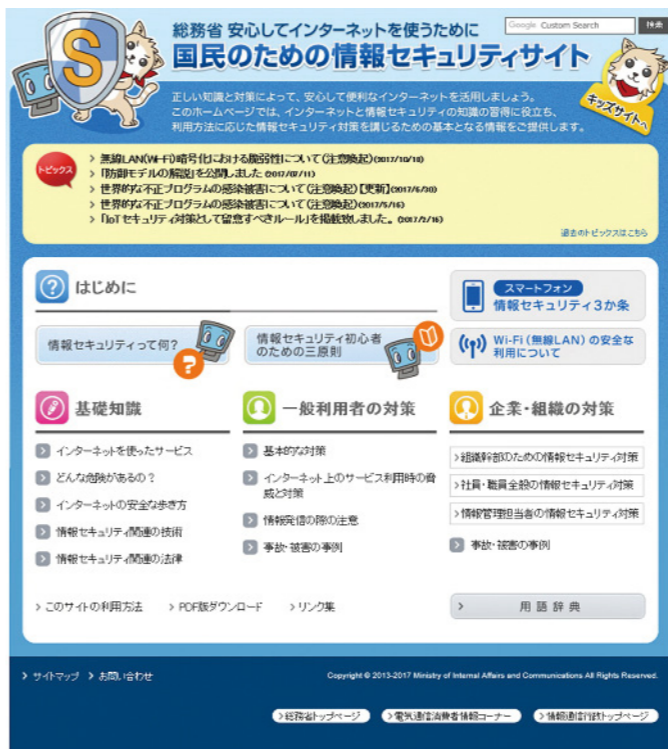 S
総務省 安心してインターネットを使うために
Google Custom Search 検索
国民のための情報セキュリティサイト
正しい知識と対策によって、安心して便利なインターネットを活用しましょう。
このホームページでは、インターネットと情報セキュリティの知識の習得に役立ち、
利用方法に応じた情報セキュリティ対策を講じるための基本となる情報をご提供します。
キッズサイトへ
トピックス
> 無線LAN(Wi-Fi)暗号化における脆弱性について(注意喚起)(2017/10/18)
> 「防御モデルの解説」を公開しました(2017/07/11)
> 世界的な不正プログラムの感染被害について(注意喚起)【更新】(2017/6/30)
> 世界的な不正プログラムの感染被害について(注意喚起)(2017/5/15)
> 「IoTセキュリティ対策として留意すべきルール」を掲載致しました。(2017/2/15)
過去のトピックスはこちら
はじめに
情報セキュリティって何?
情報セキュリティ初心者
のための三原則
スマートフォン
情報セキュリティ3か条
Wi-Fi(無線LAN)の安全な
利用について
基礎知識
インターネットを使ったサービス
どんな危険があるの?
インターネットの安全な歩き方
情報セキュリティ関連の技術
情報セキュリティ関連の法律
一般利用者の対策
基本的な対策
インターネット上のサービス利用時の脅
威と対策
情報発信の際の注意
事故・被害の事例
企業・組織の対策
>組織幹部のための情報セキュリティ対策
>社員・職員全般の情報セキュリティ対策
>情報管理担当者の情報セキュリティ対策
事故・被害の事例
> このサイトの利用方法 > PDF版ダウンロード > リンク集
> 用語辞典
> サイトマップ > お問い合わせ
Copyright © 2013-2017 Ministry of Internal Affairs and Communications All Rights Reserved.
>総務省トップページ >電気通信消費者情報コーナー >情報通信行政トップページ